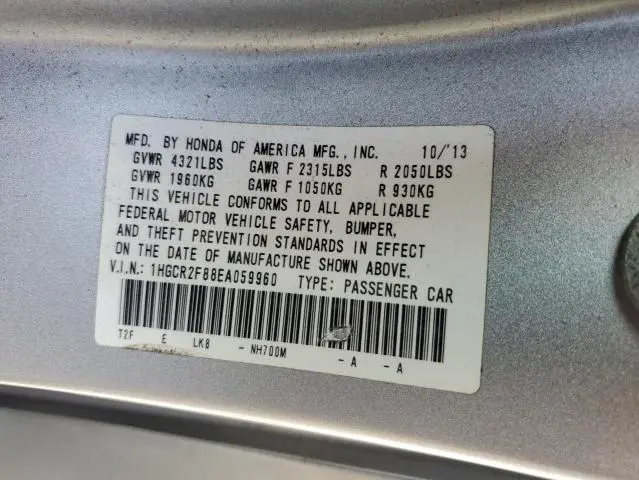 MFD. BY HONDA OF AMERICA MFG., INC. 10/'13
GVWR 4321LBS GAWR F 2315LBS R 2050LBS
GVWR 1960KG GAWR F 1050KG R 930KG
THIS VEHICLE CONFORMS TO ALL APPLICABLE
FEDERAL MOTOR VEHICLE SAFETY, BUMPER,
AND THEFT PREVENTION STANDARDS IN EFFECT
ON THE DATE OF MANUFACTURE SHOWN ABOVE.
V.I.N.: 1HGCR2F88EA059960 TYPE: PASSENGER CAR
T2F E LK8 - NH700M - A - A